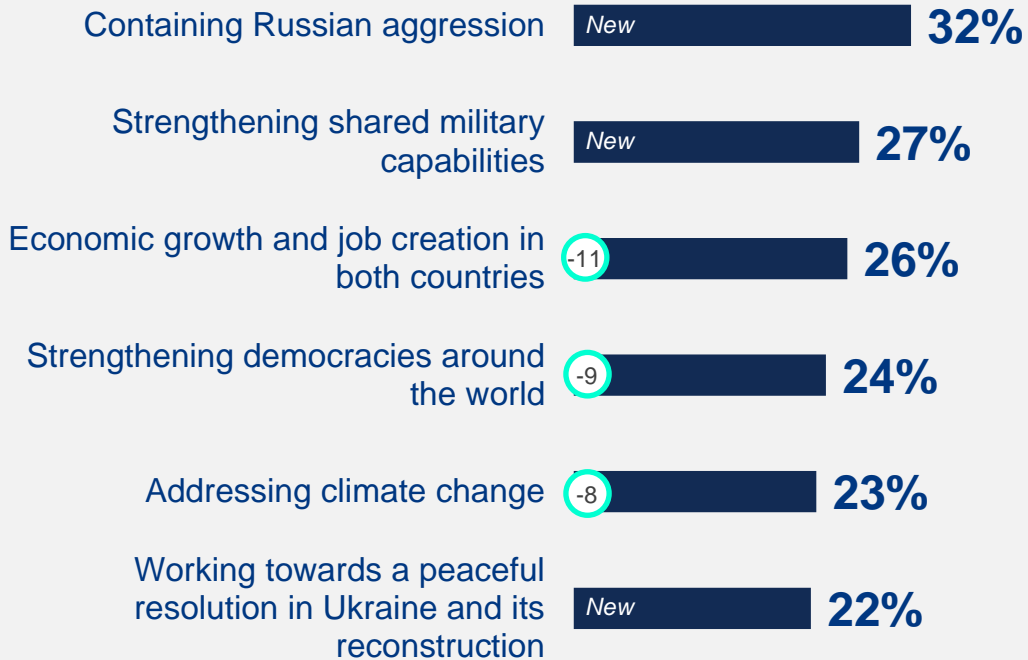 Containing Russian aggression
New
32%
Strengthening shared military
capabilities
New
27%
Economic growth and job creation in
both countries
-11
26%
Strengthening democracies around
the world
-9
24%
Addressing climate change
-8
23%
Working towards a peaceful
resolution in Ukraine and its
reconstruction
New
22%